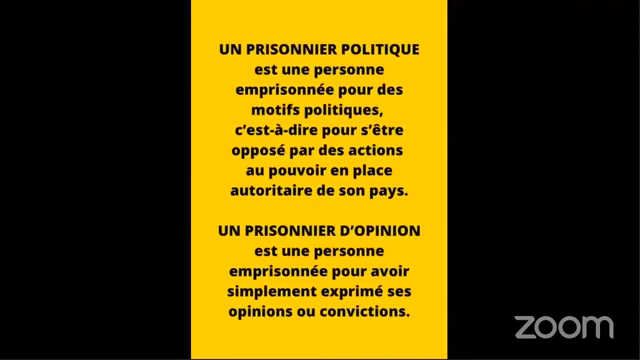 UN PRISONNIER POLITIQUE
est une personne
emprisonnée pour des
motifs politiques,
c’est-à-dire pour s’être
opposé par des actions
au pouvoir en place
autoritaire de son pays.
UN PRISONNIER D’OPINION
est une personne
emprisonnée pour avoir
simplement exprimé ses
opinions ou convictions.
zoom